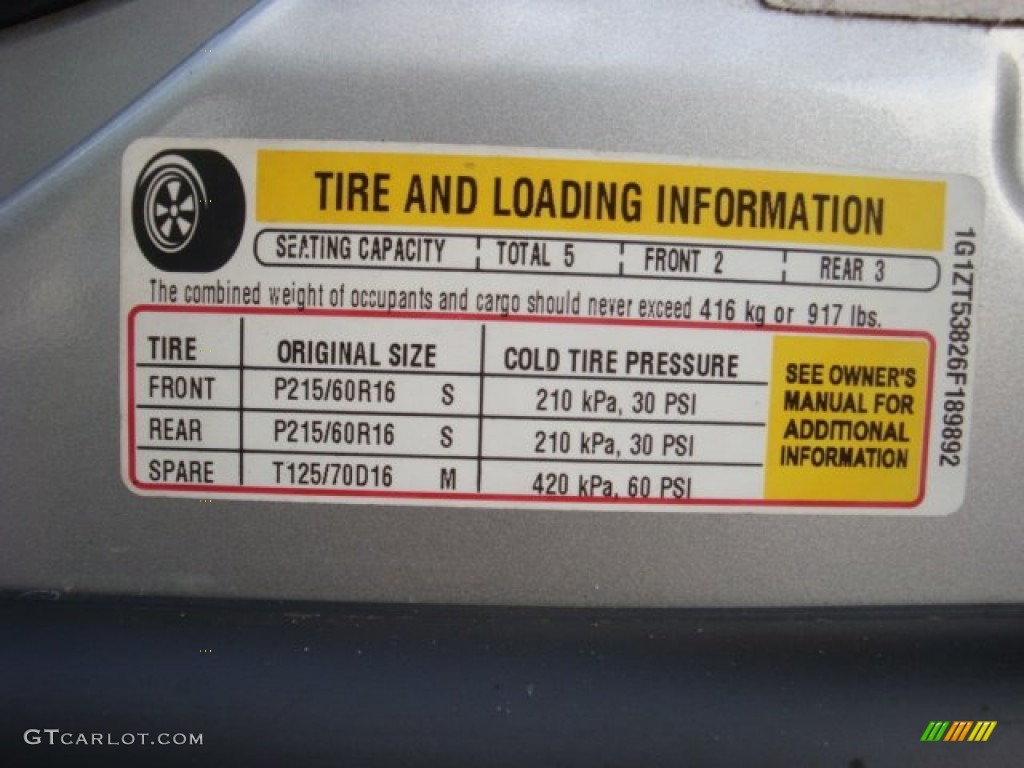 TIRE AND LOADING INFORMATION
SEATING CAPACITY TOTAL 5 FRONT 2 REAR 3
The combined weight of occupants and cargo should never exceed 416 kg or 917 lbs.
TIRE ORIGINAL SIZE COLD TIRE PRESSURE
FRONT P215/60R16 S 210 kPa, 30 PSI
REAR P215/60R16 S 210 kPa, 30 PSI
SPARE T125/70D16 M 420 kPa, 60 PSI
SEE OWNER'S
MANUAL FOR
ADDITIONAL
INFORMATION
1G1ZT53826F189892
GTCARLOT.COM